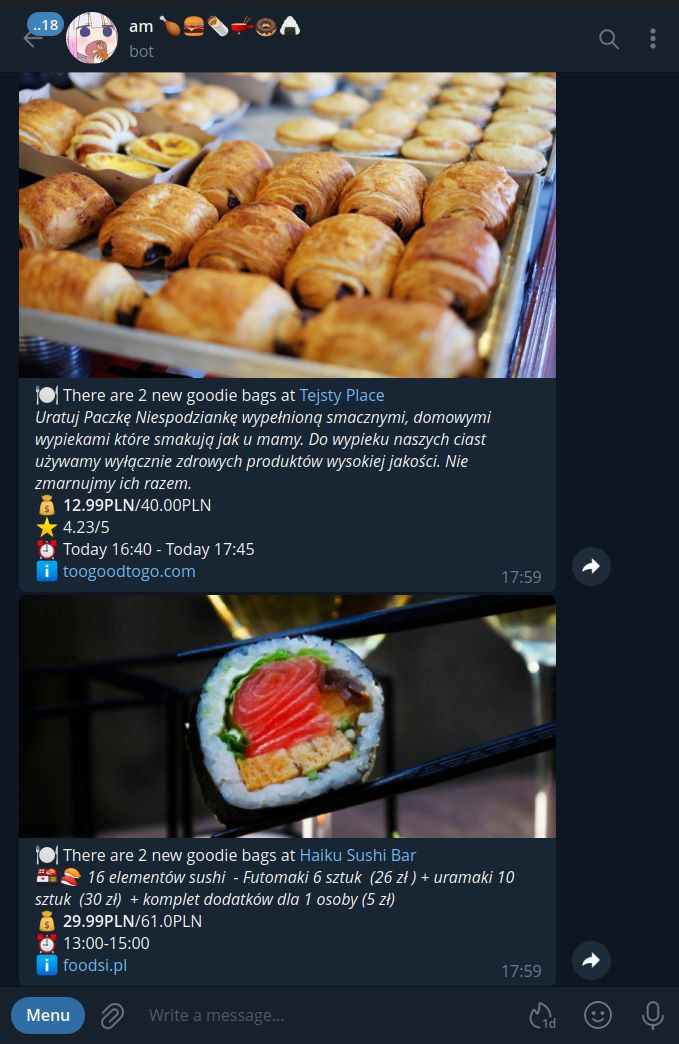 ..18
am
bot
There are 2 new goodie bags at Tejsty Place
Uratuj Paczkę Niespodziankę wypełnioną smacznymi, domowymi
wypiekami które smakują jak u mamy. Do wypieku naszych ciast
używamy wyłącznie zdrowych produktów wysokiej jakości. Nie
zmarnujmy ich razem.
12.99PLN/40.00PLN
4.23/5
Today 16:40 - Today 17:45
toogoodtogo.com
17:59
There are 2 new goodie bags at Haiku Sushi Bar
16 elementów sushi - Futomaki 6 sztuk (26 zł ) + uramaki 10
sztuk (30 zł) + komplet dodatków dla 1 osoby (5 zł)
29.99PLN/61.0PLN
13:00-15:00
foodsi.pl
17:59
Menu
Write a message...
1d